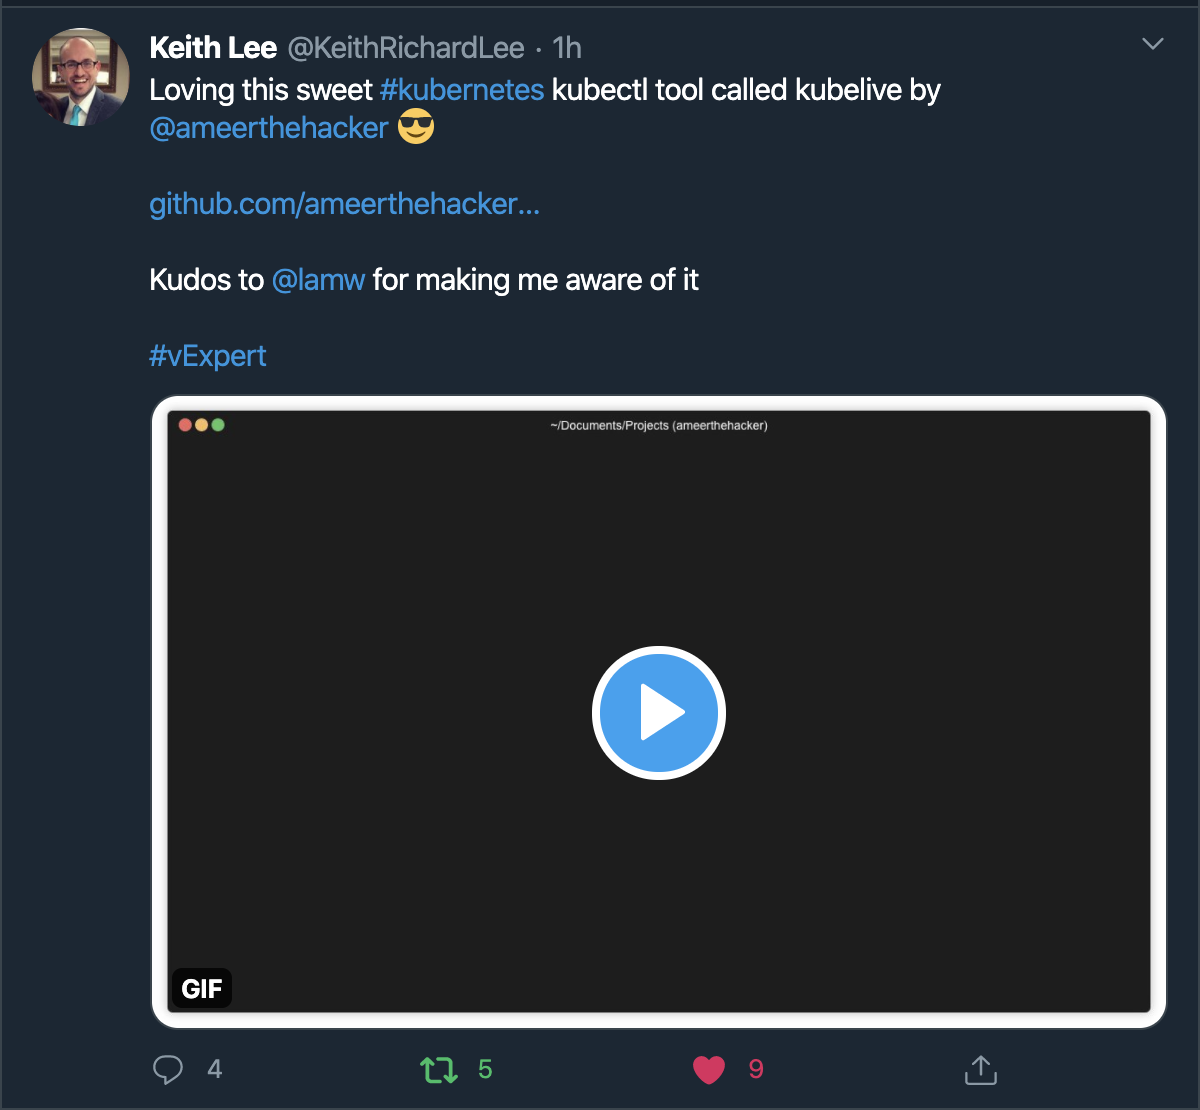 Keith Lee @KeithRichardLee · 1h
Loving this sweet #kubernetes kubectl tool called kubelive by
@ameerthehacker 😎
github.com/ameerthehacker...
Kudos to @lamw for making me aware of it
#vExpert
~/Documents/Projects (ameerthehacker)
GIF
4 5 9